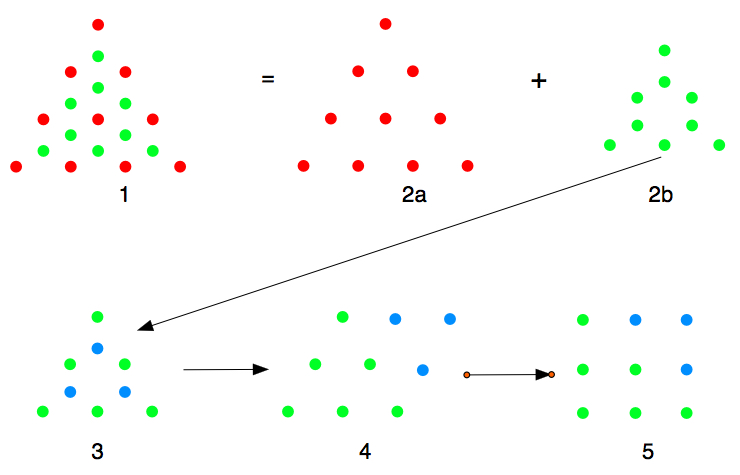 = +
1 2a 2b
3 4 5